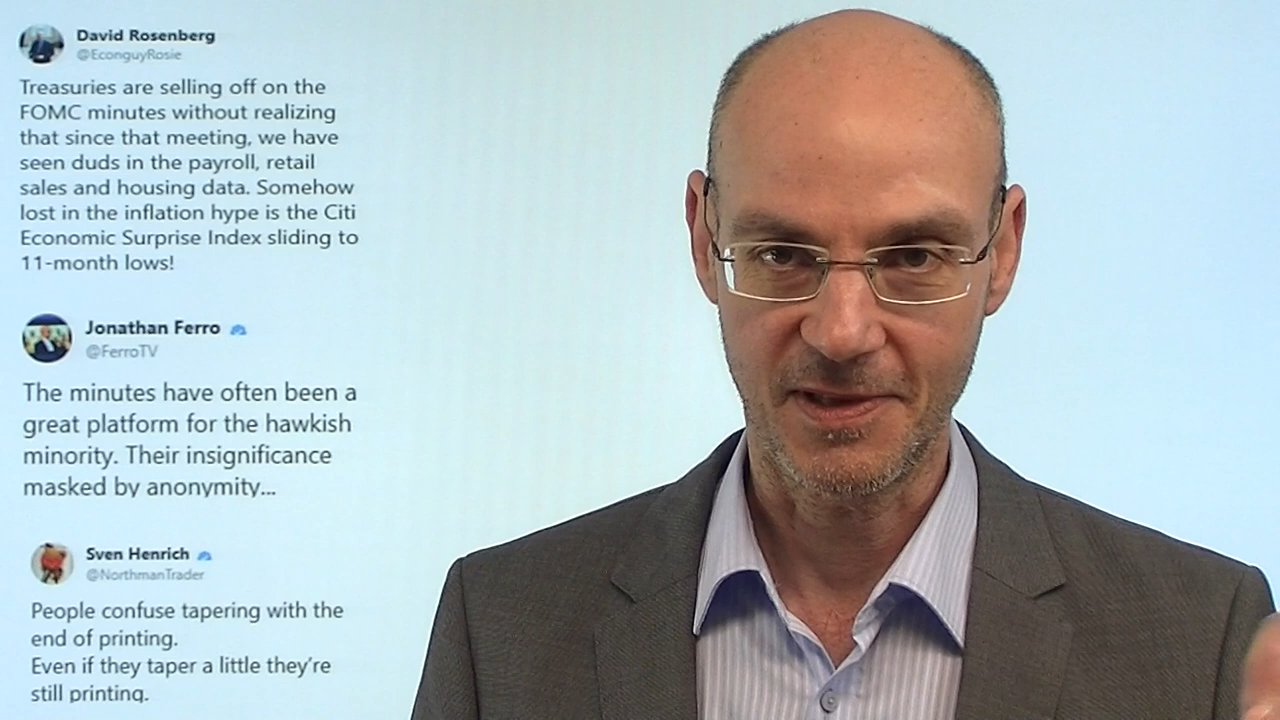 David Rosenberg
@EconguyRosie
Treasuries are selling off on the
FOMC minutes without realizing
that since that meeting, we have
seen duds in the payroll, retail
sales and housing data. Somehow
lost in the inflation hype is the Citi
Economic Surprise Index sliding to
11-month lows!
Jonathan Ferro
@FerroTV
The minutes have often been a
great platform for the hawkish
minority. Their insignificance
masked by anonymity...
Sven Henrich
@NorthmanTrader
People confuse tapering with the
end of printing.
Even if they taper a little they're
still printing.